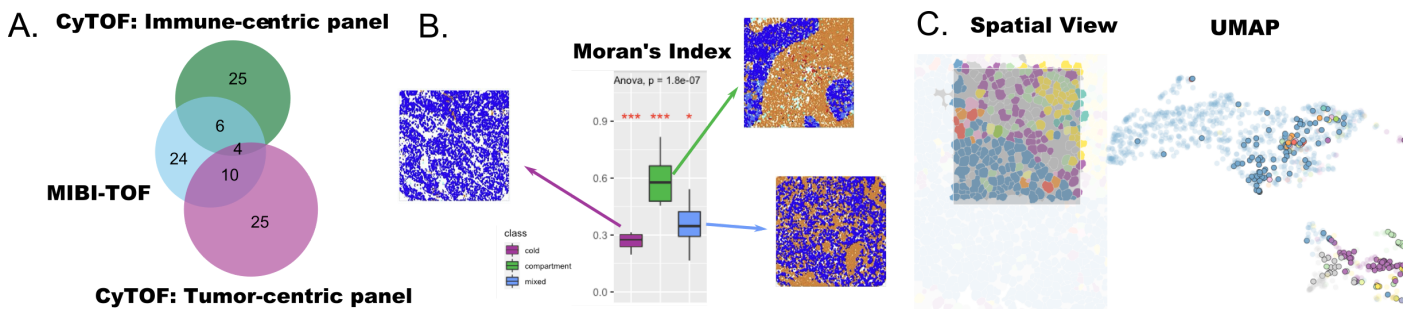 A.
CyTOF: Immune-centric panel
25
6
4
24
10
25
MIBI-TOF
CyTOF: Tumor-centric panel
B.
Moran's Index
Anova, p = 1.8e-07
*** *** *
0.9
0.6
0.3
0.0
class
cold
compartment
mixed
C.
Spatial View
UMAP